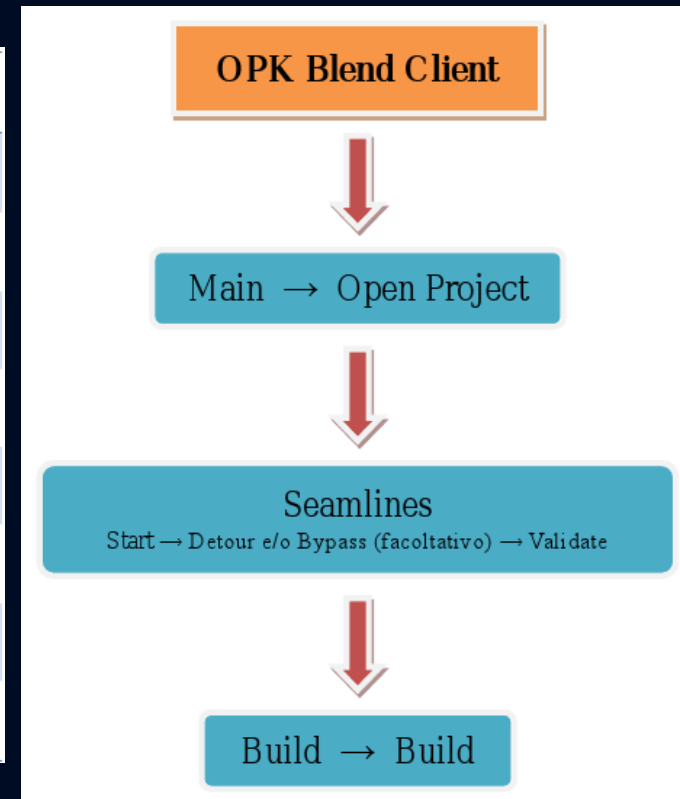 OPK Blend Client
Main → Open Project
Seamlines
Start → Detour e/o Bypass (facoltativo) → Validate
Build → Build